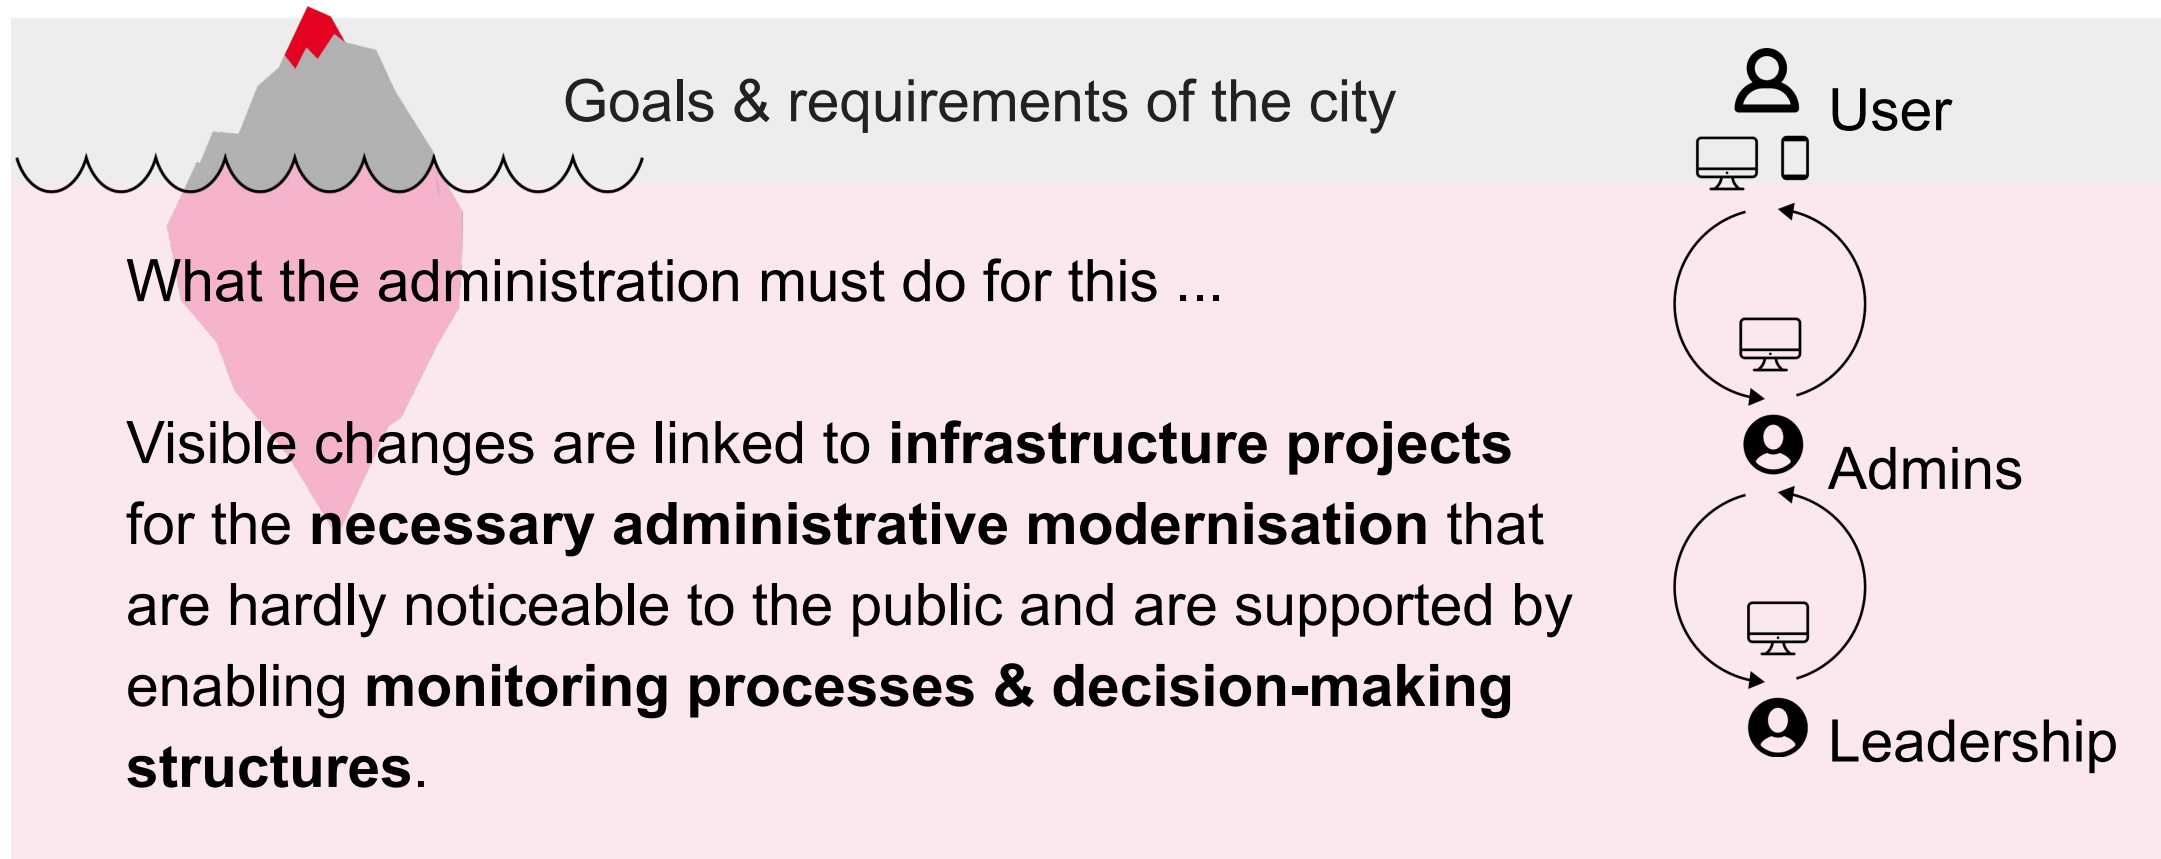 Goals & requirements of the city
User
What the administration must do for this ...
Visible changes are linked to infrastructure projects
for the necessary administrative modernisation that
are hardly noticeable to the public and are supported by
enabling monitoring processes & decision-making
structures.
Admins
Leadership